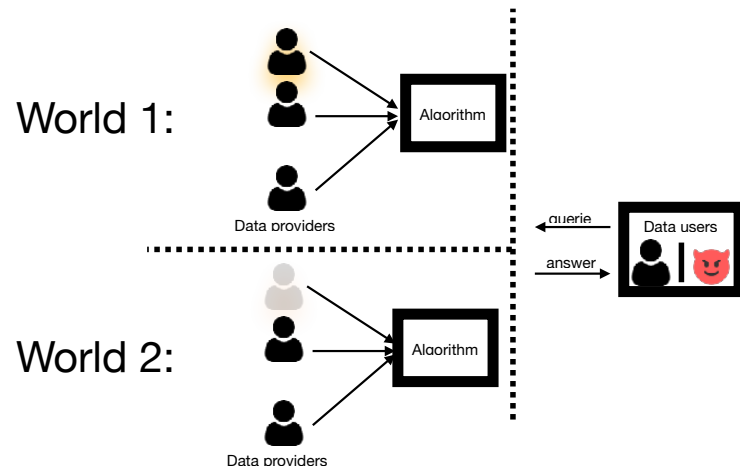 World 1:
Algorithm
Data providers
querie
Data users
answer
World 2:
Algorithm
Data providers